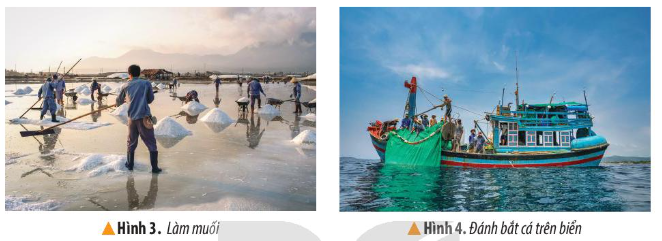 ▲Hình 3. Làm muối
▲Hình 4. Đánh bắt cá trên biển